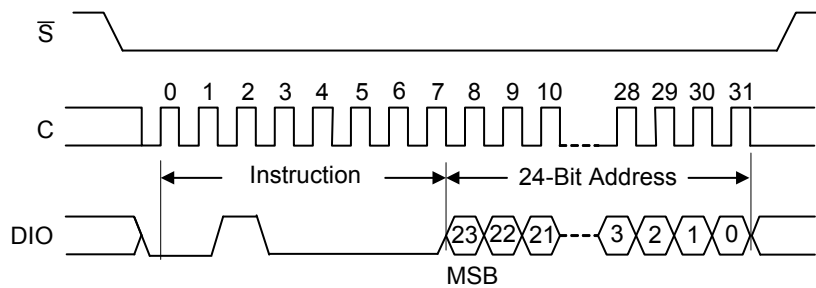 S
0 1 2 3 4 5 6 7 8 9 10 28 29 30 31
C
Instruction 24-Bit Address
DIO 23 22 21 3 2 1 0
MSB